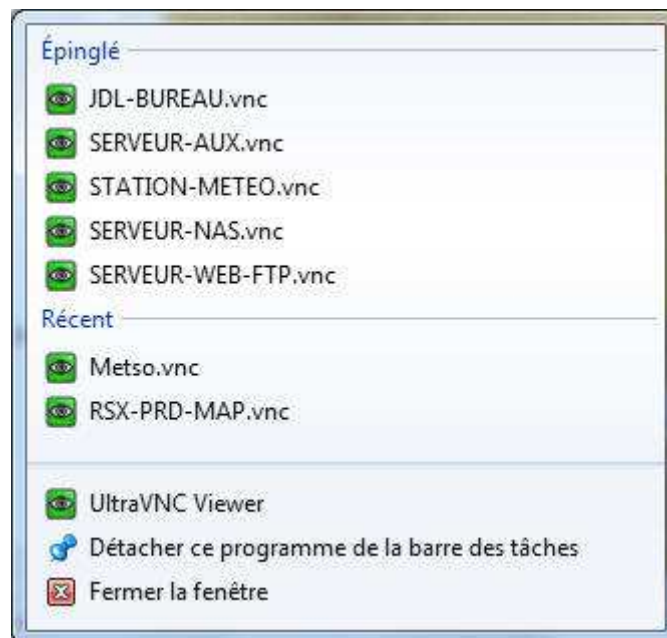 Épinglé
JDL-BUREAU.vnc
SERVEUR-AUX.vnc
STATION-METEO.vnc
SERVEUR-NAS.vnc
SERVEUR-WEB-FTP.vnc
Récent
Metso.vnc
RSX-PRD-MAP.vnc
UltraVNC Viewer
Détacher ce programme de la barre des tâches
Fermer la fenêtre